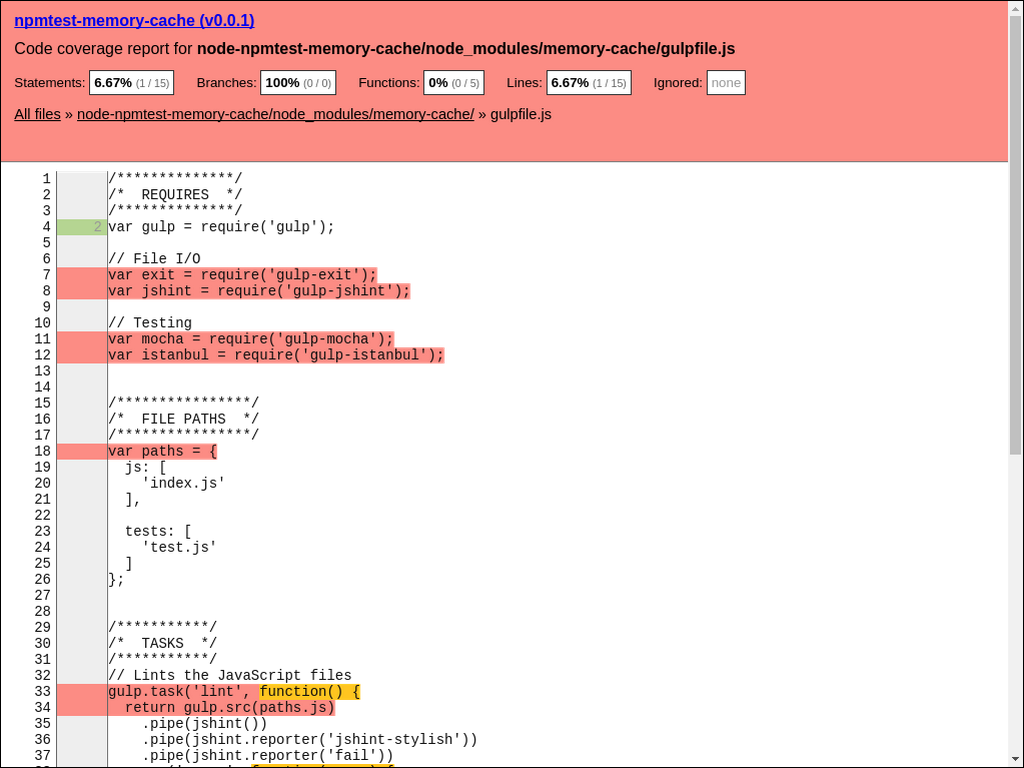 npmtest-memory-cache (v0.0.1)
Code coverage report for node-npmtest-memory-cache/node_modules/memory-cache/gulpfile.js
Statements: 6.67% (1 / 15) Branches: 100% (0 / 0) Functions: 0% (0 / 5) Lines: 6.67% (1 / 15) Ignored: none
All files » node-npmtest-memory-cache/node_modules/memory-cache/ » gulpfile.js
1 /**************/
2 /*  REQUIRES  */
3 /**************/
4 2 var gulp = require('gulp');
5
6 // File I/O
7 var exit = require('gulp-exit');
8 var jshint = require('gulp-jshint');
9
10 // Testing
11 var mocha = require('gulp-mocha');
12 var istanbul = require('gulp-istanbul');
13
14
15 /****************/
16 /*  FILE PATHS  */
17 /****************/
18 var paths = {
19   js: [
20     'index.js'
21   ],
22
23   tests: [
24     'test.js'
25   ]
26 };
27
28
29 /***********/
30 /*  TASKS  */
31 /***********/
32 // Lints the JavaScript files
33 gulp.task('lint', function() {
34   return gulp.src(paths.js)
35     .pipe(jshint())
36     .pipe(jshint.reporter('jshint-stylish'))
37     .pipe(jshint.reporter('fail'))